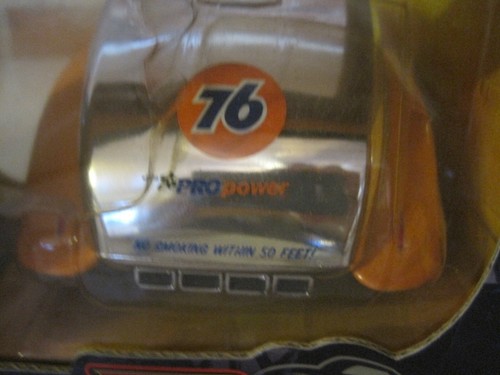 76
PROpower
NO SMOKING WITHIN 50 FEET!